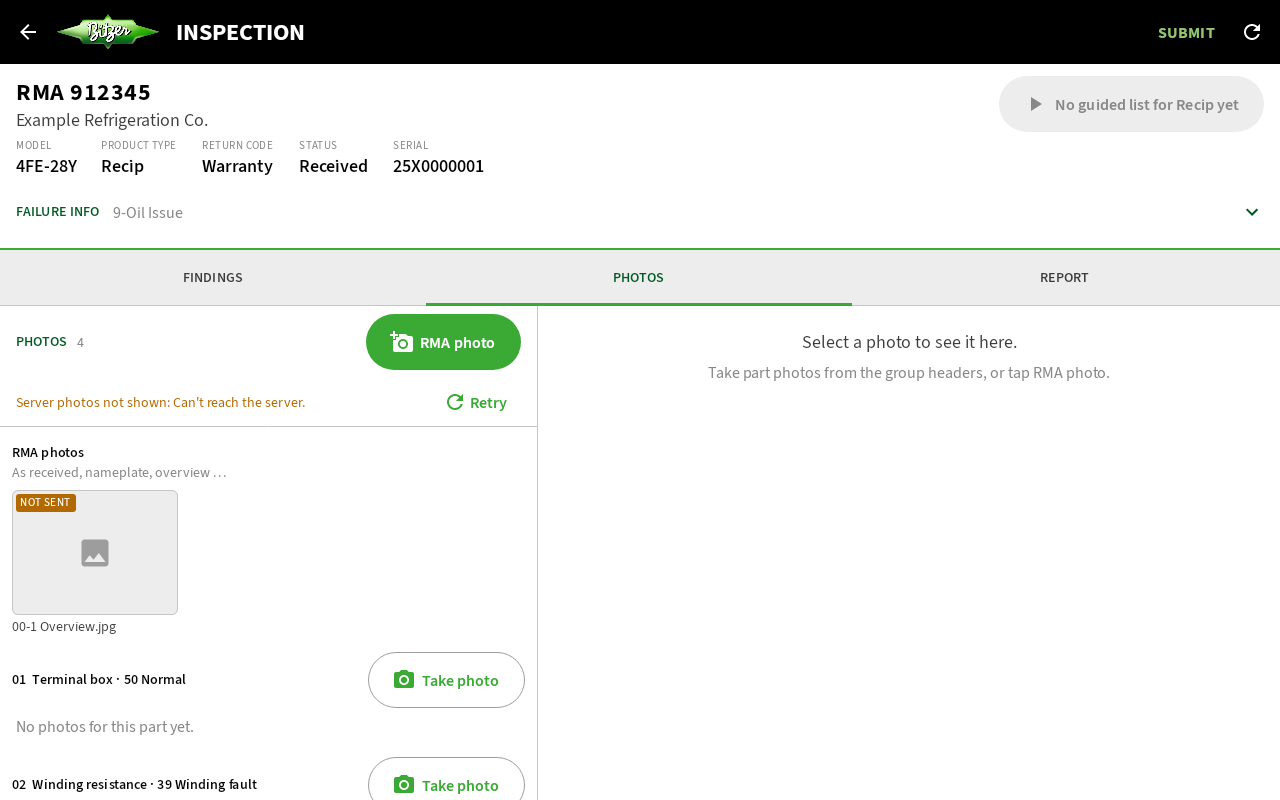 Bitzer
INSPECTION
SUBMIT
RMA 912345
No guided list for Recip yet
Example Refrigeration Co.
MODEL PRODUCT TYPE RETURN CODE STATUS SERIAL
4FE-28Y Recip Warranty Received 25X0000001
FAILURE INFO 9-Oil Issue
FINDINGS PHOTOS REPORT
PHOTOS 4
RMA photo
Server photos not shown: Can't reach the server.
Retry
RMA photos
As received, nameplate, overview …
NOT SENT
00-1 Overview.jpg
01 Terminal box · 50 Normal
Take photo
No photos for this part yet.
02 Winding resistance · 39 Winding fault
Take photo
Select a photo to see it here.
Take part photos from the group headers, or tap RMA photo.